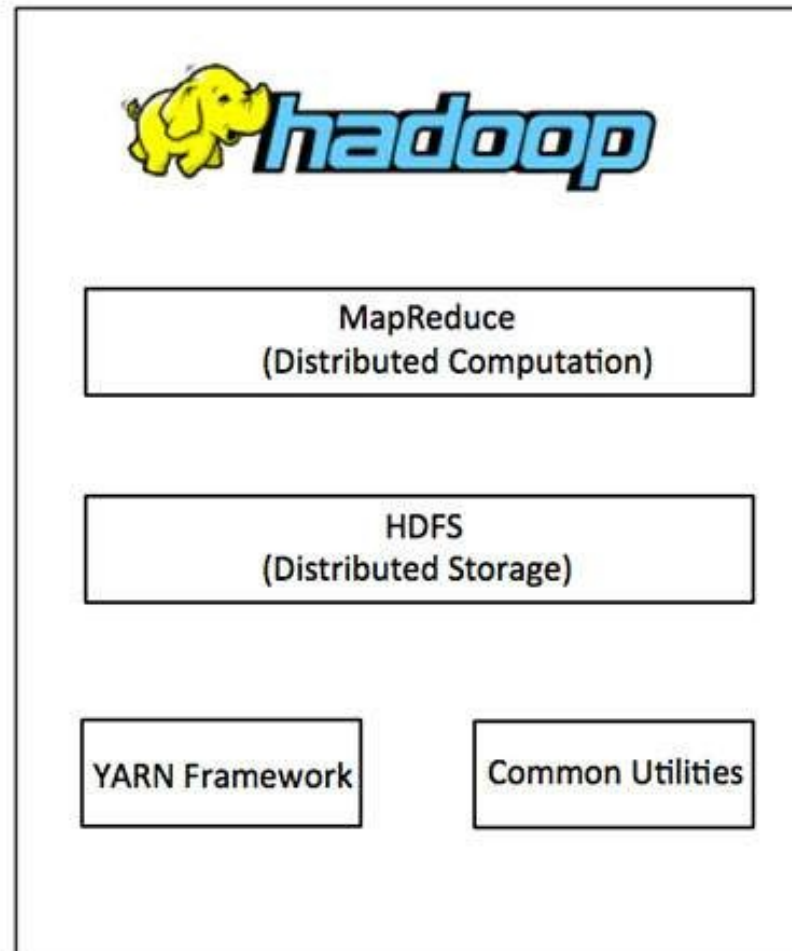 hadoop
MapReduce
(Distributed Computation)
HDFS
(Distributed Storage)
YARN Framework
Common Utilities